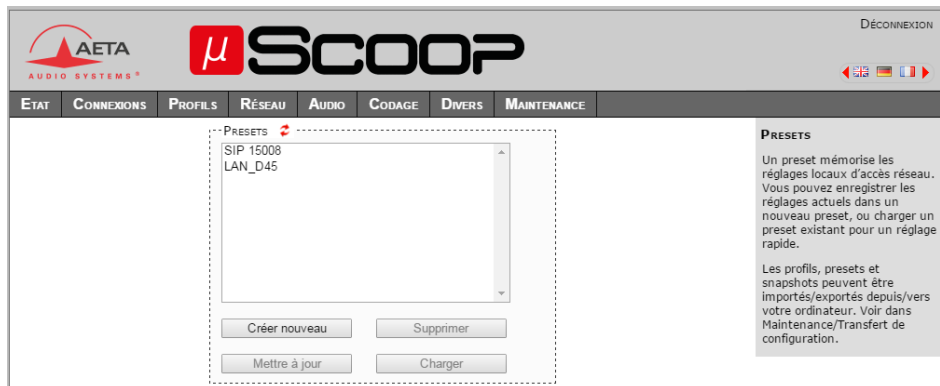 DÉCONNEXION
AETA
AUDIO SYSTEMS ®
µ SCOOP
ETAT CONNEXIONS PROFILS RÉSEAU AUDIO CODAGE DIVERS MAINTENANCE
PRESETS
SIP 15008
LAN_D45
Créer nouveau
Supprimer
Mettre à jour
Charger
PRESETS
Un preset mémorise les
réglages locaux d'accès réseau.
Vous pouvez enregistrer les
réglages actuels dans un
nouveau preset, ou charger un
preset existant pour un réglage
rapide.
Les profils, presets et
snapshots peuvent être
importés/exportés depuis/vers
votre ordinateur. Voir dans
Maintenance/Transfert de
configuration.